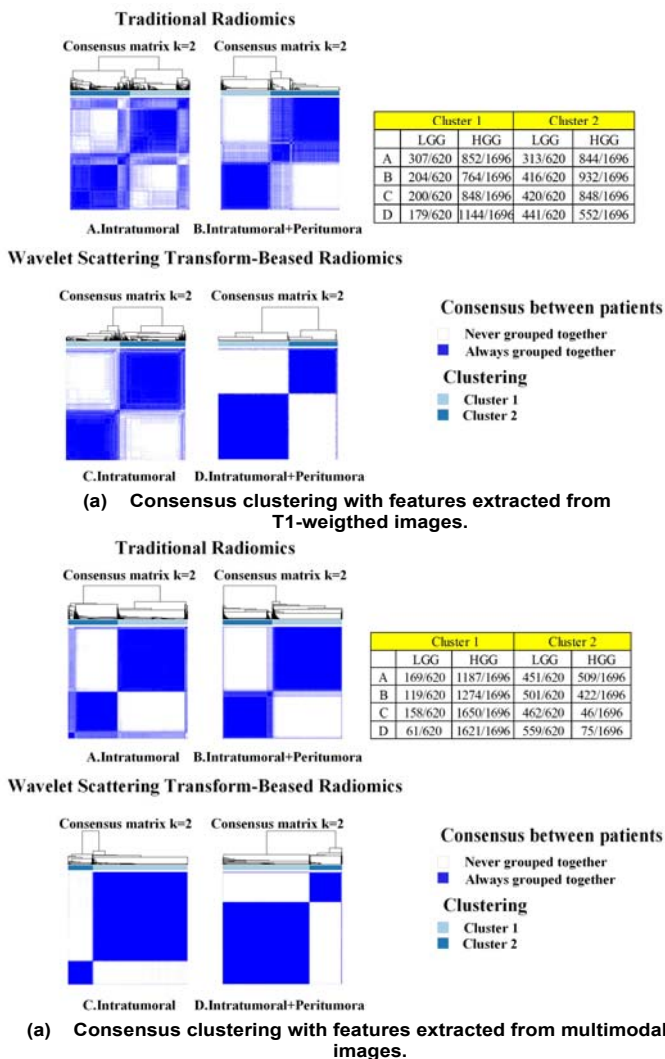 Traditional Radiomics
Consensus matrix k=2 Consensus matrix k=2
A.Intratumoral B.Intratumoral+Peritumora
Cluster 1 Cluster 2
LGG HGG LGG HGG
A 307/620 852/1696 313/620 844/1696
B 204/620 764/1696 416/620 932/1696
C 200/620 848/1696 420/620 848/1696
D 179/620 1144/1696 441/620 552/1696
Wavelet Scattering Transform-Beased Radiomics
Consensus matrix k=2 Consensus matrix k=2
C.Intratumoral D.Intratumoral+Peritumora
Consensus between patients
Never grouped together
Always grouped together
Clustering
Cluster 1
Cluster 2
(a) Consensus clustering with features extracted from
T1-weigthed images.
Traditional Radiomics
Consensus matrix k=2 Consensus matrix k=2
A.Intratumoral B.Intratumoral+Peritumora
Cluster 1 Cluster 2
LGG HGG LGG HGG
A 169/620 1187/1696 451/620 509/1696
B 119/620 1274/1696 501/620 422/1696
C 158/620 1650/1696 462/620 46/1696
D 61/620 1621/1696 559/620 75/1696
Wavelet Scattering Transform-Beased Radiomics
Consensus matrix k=2 Consensus matrix k=2
C.Intratumoral D.Intratumoral+Peritumora
Consensus between patients
Never grouped together
Always grouped together
Clustering
Cluster 1
Cluster 2
(a) Consensus clustering with features extracted from multimodal
images.